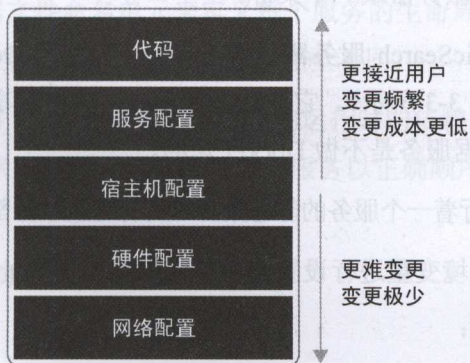 代码
服务配置
宿主机配置
硬件配置
网络配置
更接近用户
变更频繁
变更成本更低
更难变更
变更极少